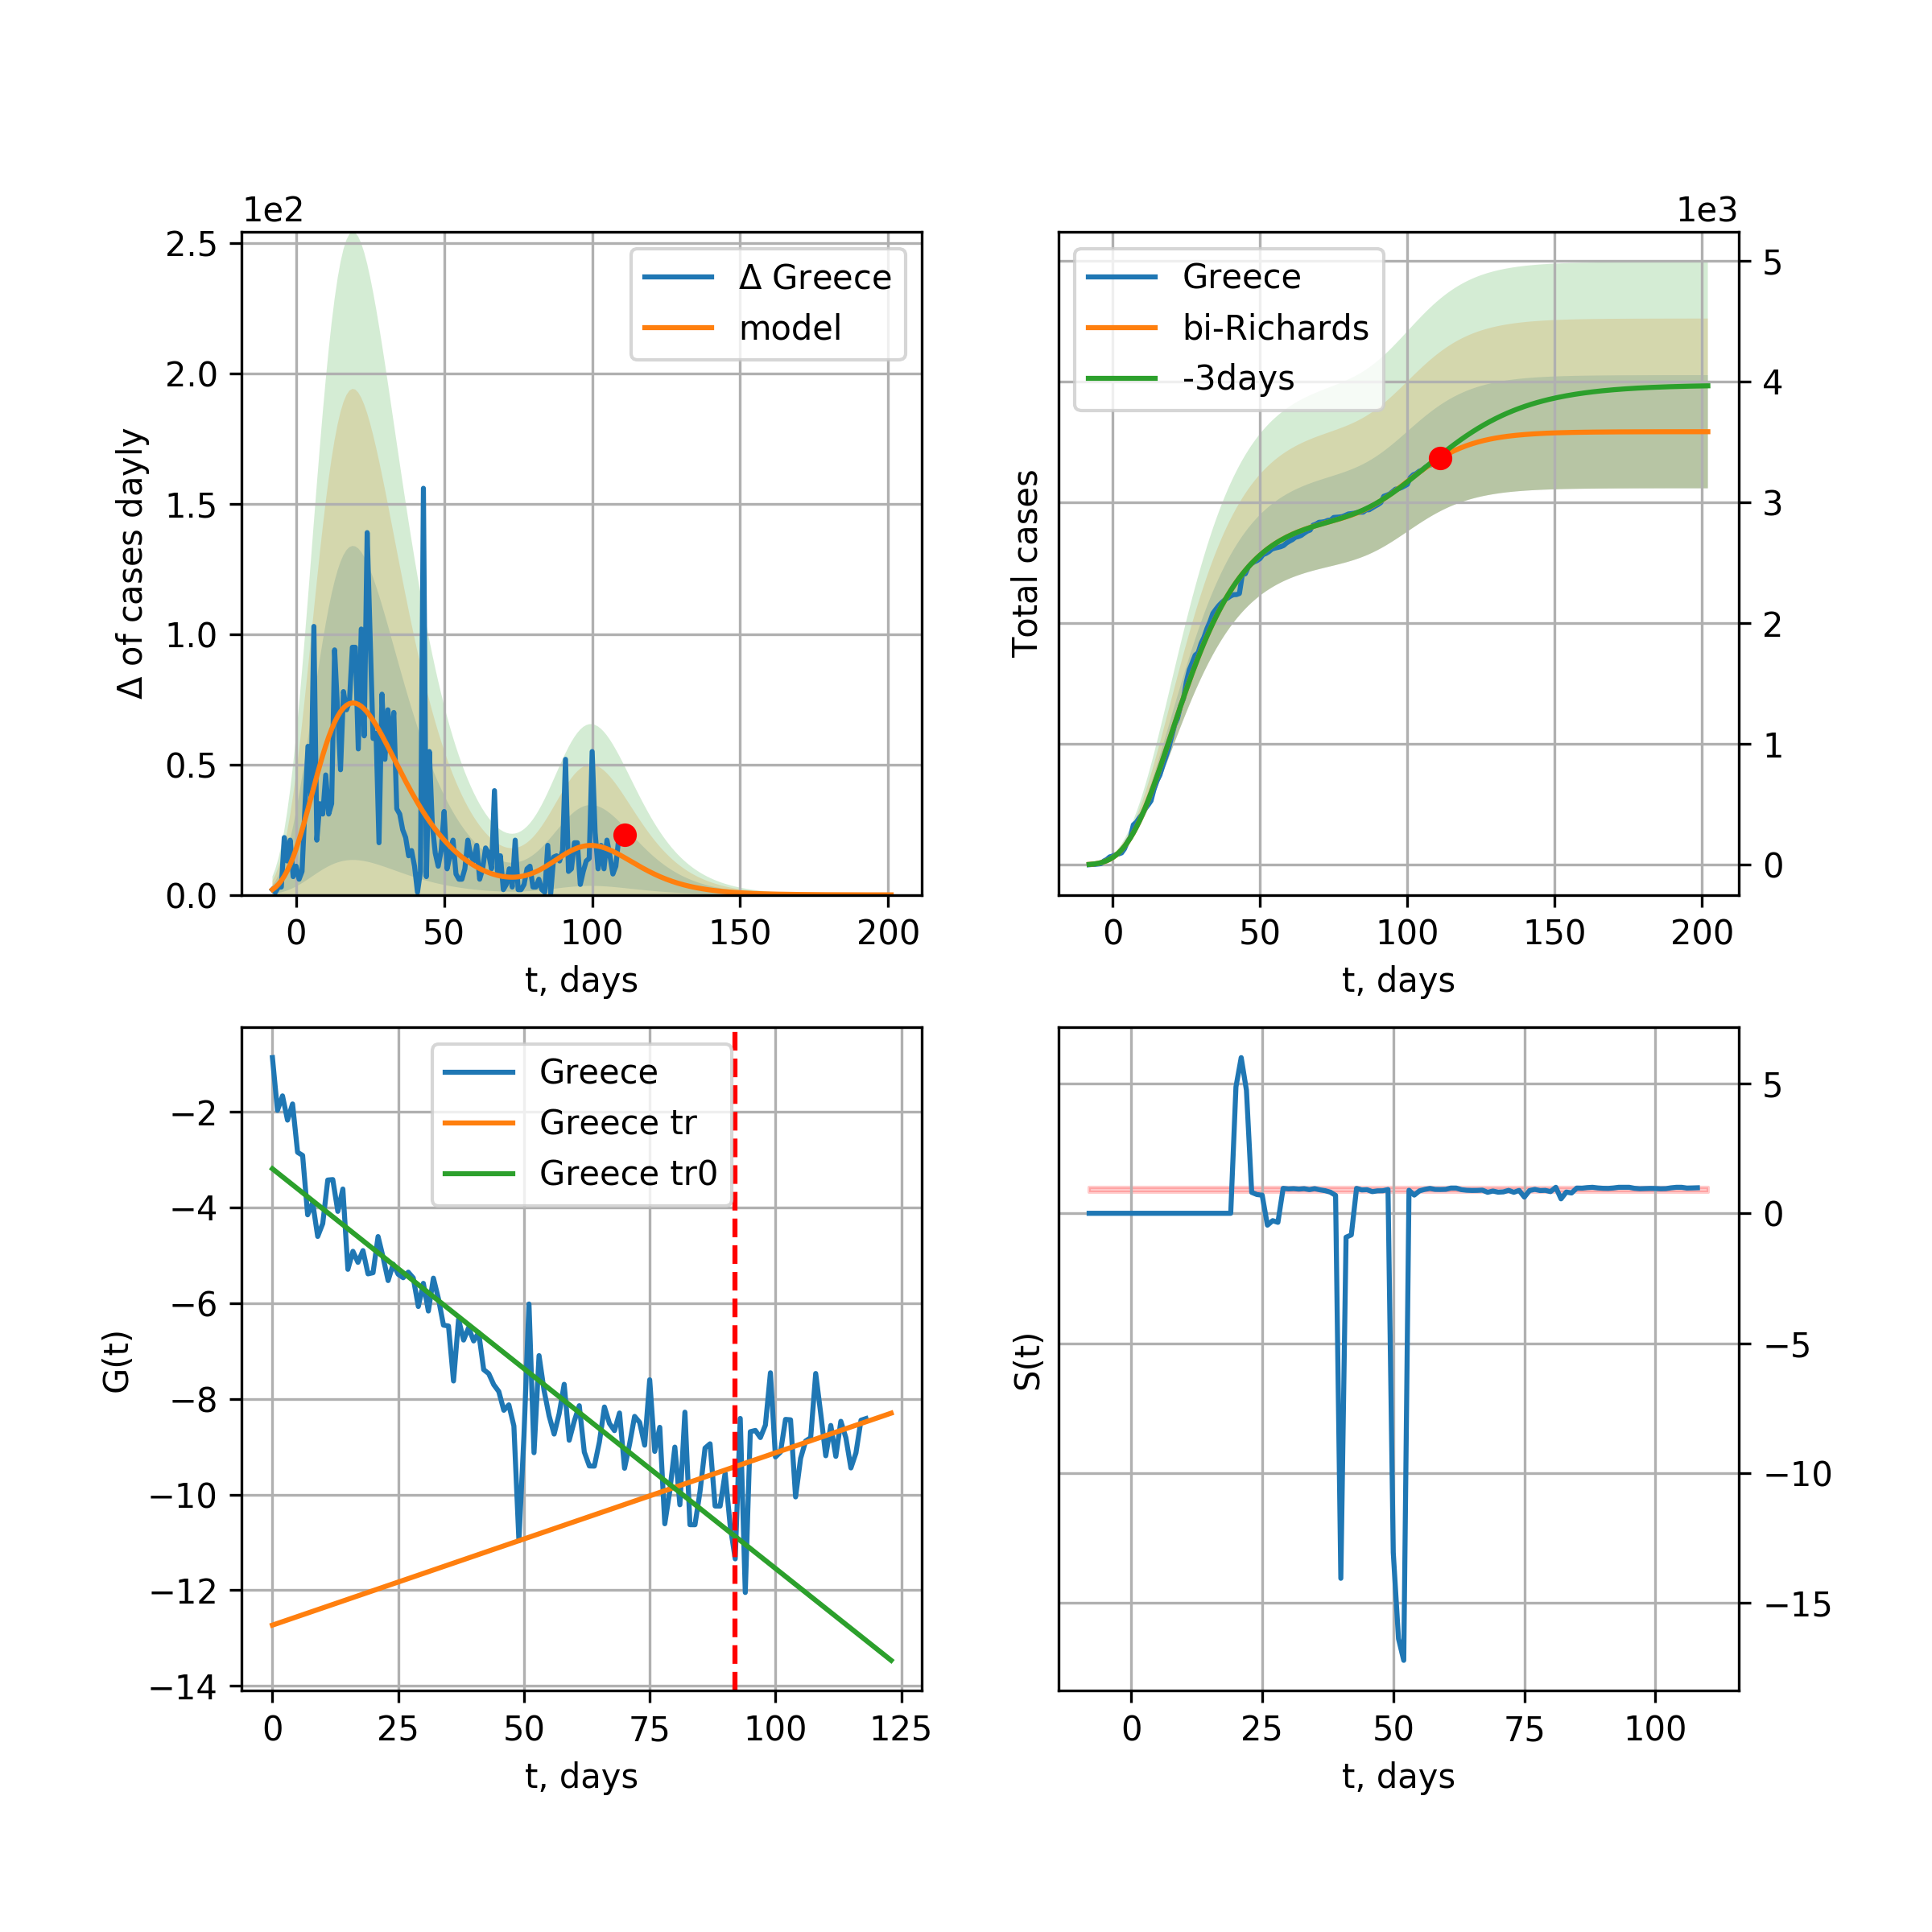 1e2
2.5
2.0
1.5
1.0
0.5
0.0
Δ of cases dayly
Δ Greece
model
0 50 100 150 200
t, days
1e3
Greece
bi-Richards
-3days
Total cases
5
4
3
2
1
0
0 50 100 150 200
t, days
Greece
Greece tr
Greece tr0
G(t)
−2
−4
−6
−8
−10
−12
−14
0 25 50 75 100 125
t, days
S(t)
5
0
−5
−10
−15
0 25 50 75 100
t, days